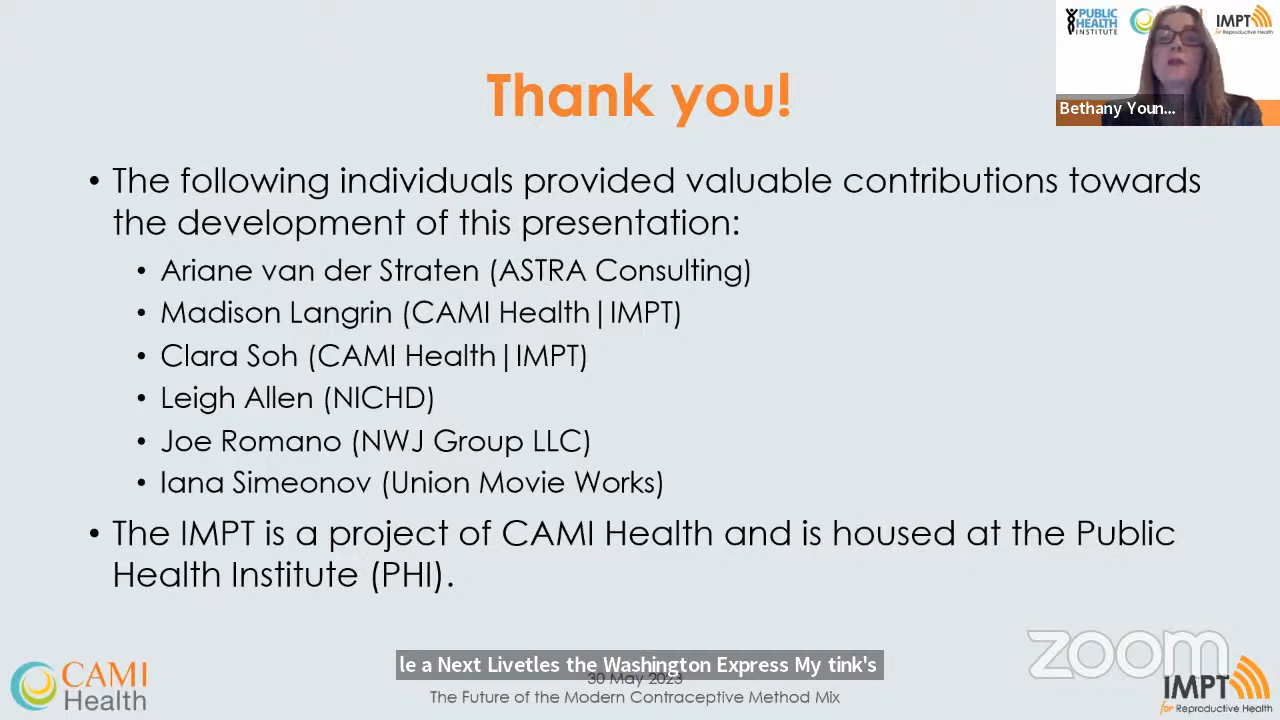 PUBLIC
HEALTH
INSTITUTE
IMPT
for Reproductive Health
Thank you!
Bethany Youn...
• The following individuals provided valuable contributions towards
the development of this presentation:
• Ariane van der Straten (ASTRA Consulting)
• Madison Langrin (CAMI Health|IMPT)
• Clara Soh (CAMI Health|IMPT)
• Leigh Allen (NICHD)
• Joe Romano (NWJ Group LLC)
• Iana Simeonov (Union Movie Works)
• The IMPT is a project of CAMI Health and is housed at the Public
Health Institute (PHI).
zoom
le a Next Livetles the Washington Express My tink's
30 May 2023
The Future of the Modern Contraceptive Method Mix
CAMI
Health
IMPT
for Reproductive Health